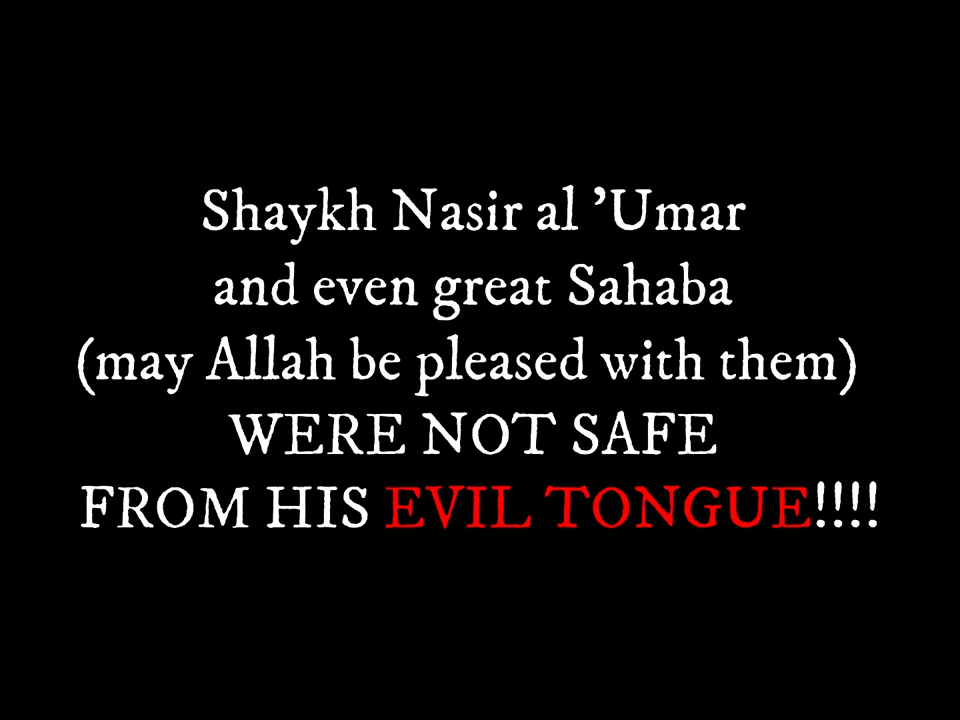 Shaykh Nasir al ’Umar
and even great Sahaba
(may Allah be pleased with them)
WERE NOT SAFE
FROM HIS EVIL TONGUE!!!!